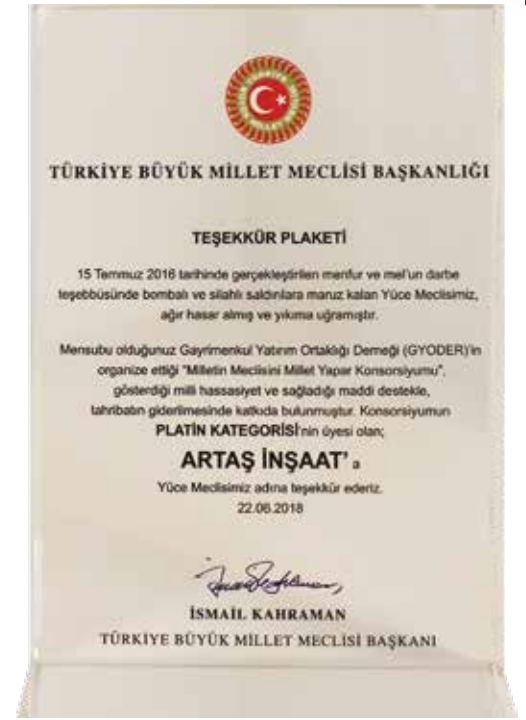 TÜRKİYE BÜYÜK MİLLET MECLİSİ BAŞKANLIĞI
TEŞEKKÜR PLAKETİ
15 Temmuz 2016 tarihinde gerçekleştirilen menfur ve mel'un darbe
teşebbüsünde bombalı ve silahlı saldırılara maruz kalan Yüce Meclisimiz,
ağır hasar almış ve yıkıma uğramıştır.
Mensubu olduğunuz Gayrimenkul Yatırım Ortaklığı Derneği (GYODER)'in
organize ettiği "Milletin Meclisini Millet Yapar Konsorsiyumu",
gösterdiği milli hassasiyet ve sağladığı maddi destekle,
tahribatın giderilmesinde katkıda bulunmuştur. Konsorsiyumun
PLATİN KATEGORİSİ'nin üyesi olan;
ARTAŞ İNŞAAT' a
Yüce Meclisimiz adına teşekkür ederiz.
22.06.2018
İSMAİL KAHRAMAN
TÜRKİYE BÜYÜK MİLLET MECLİSİ BAŞKANI